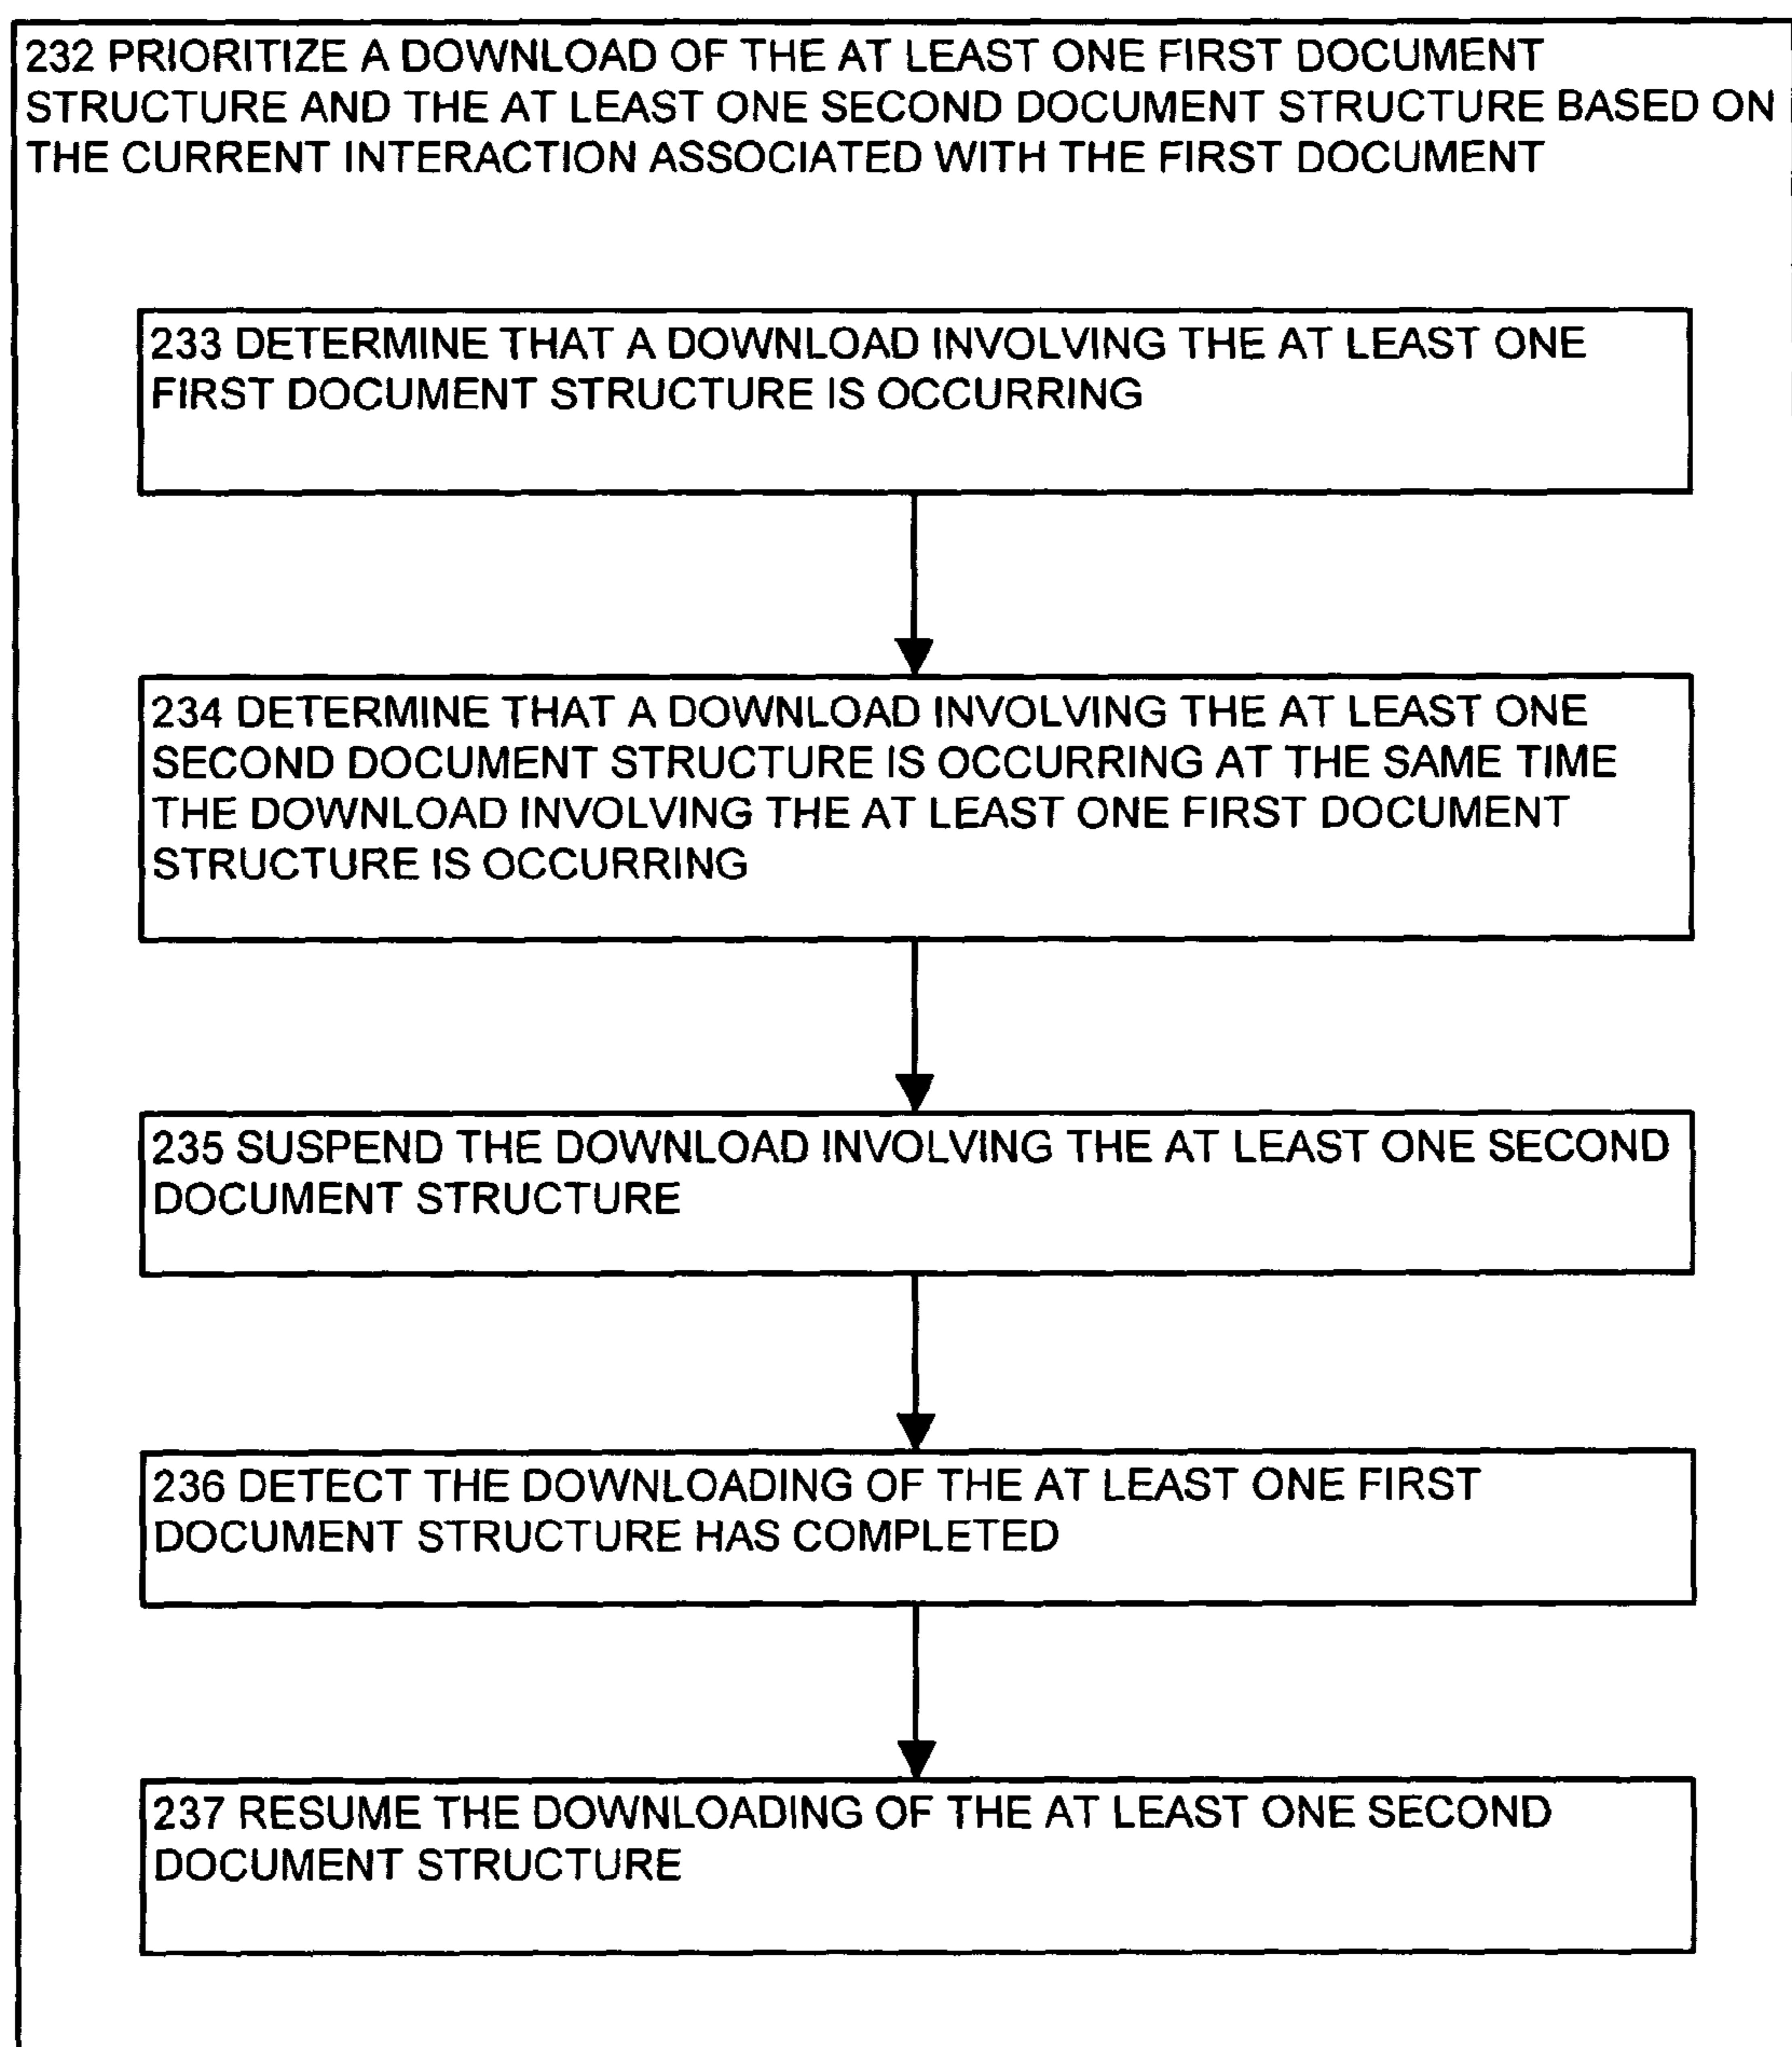 232 PRIORITIZE A DOWNLOAD OF THE AT LEAST ONE FIRST DOCUMENT
STRUCTURE AND THE AT LEAST ONE SECOND DOCUMENT STRUCTURE BASED ON
THE CURRENT INTERACTION ASSOCIATED WITH THE FIRST DOCUMENT
233 DETERMINE THAT A DOWNLOAD INVOLVING THE AT LEAST ONE
FIRST DOCUMENT STRUCTURE IS OCCURRING
234 DETERMINE THAT A DOWNLOAD INVOLVING THE AT LEAST ONE
SECOND DOCUMENT STRUCTURE IS OCCURRING AT THE SAME TIME
THE DOWNLOAD INVOLVING THE AT LEAST ONE FIRST DOCUMENT
STRUCTURE IS OCCURRING
235 SUSPEND THE DOWNLOAD INVOLVING THE AT LEAST ONE SECOND
DOCUMENT STRUCTURE
236 DETECT THE DOWNLOADING OF THE AT LEAST ONE FIRST
DOCUMENT STRUCTURE HAS COMPLETED
237 RESUME THE DOWNLOADING OF THE AT LEAST ONE SECOND
DOCUMENT STRUCTURE